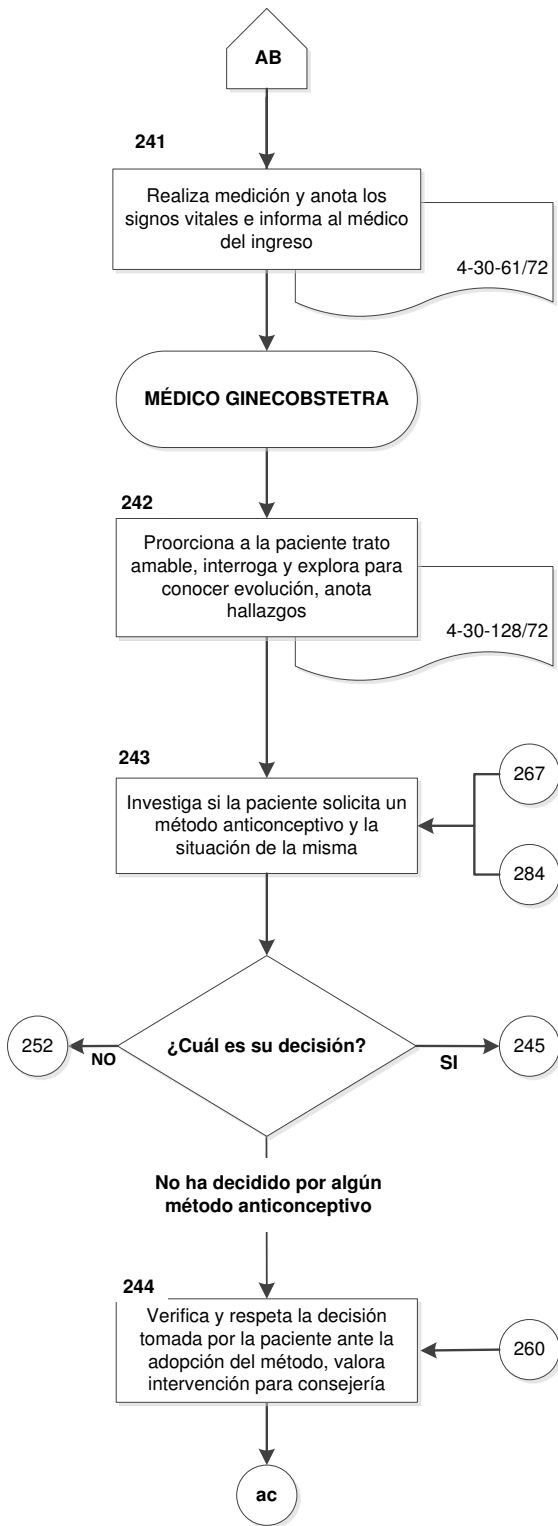 AB
241
Realiza medición y anota los
signos vitales e informa al médico
del ingreso
4-30-61/72
MÉDICO GINECOBSTETRA
242
Proorciona a la paciente trato
amable, interroga y explora para
conocer evolución, anota
hallazgos
4-30-128/72
243
267
Investiga si la paciente solicita un
método anticonceptivo y la
situación de la misma
284
252
NO
¿Cuál es su decisión?
SI
245
No ha decidido por algún
método anticonceptivo
244
Verifica y respeta la decisión
tomada por la paciente ante la
adopción del método, valora
intervención para consejería
260
ac